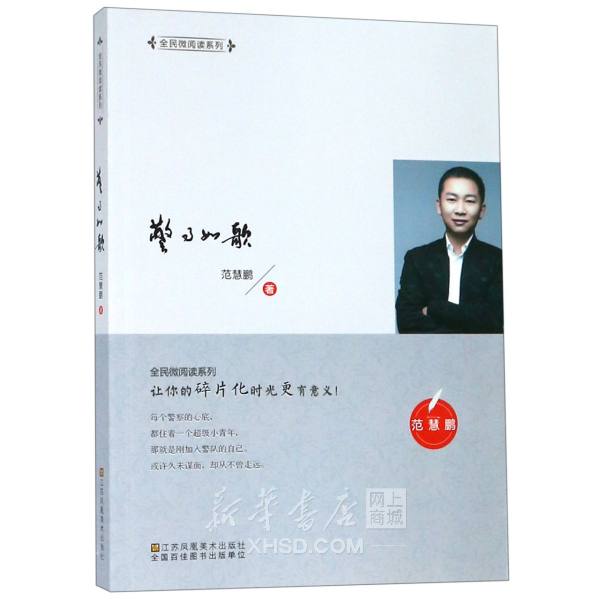 全民微阅读系列
警事如歌
范慧鹏
著
全民微阅读系列
让你的碎片化时光更有意义!
每个警察的心底,
都住着一个超级小青年,
那就是刚加入警队的自己。
或许久未谋面,却从不曾走远。
范慧鹏
江苏凤凰美术出版社
全国百佳图书出版单位
全民微阅读系列
警事如歌
范慧鹏
著
江苏凤凰美术出版社
新华书店
网上商城
XHSD.COM